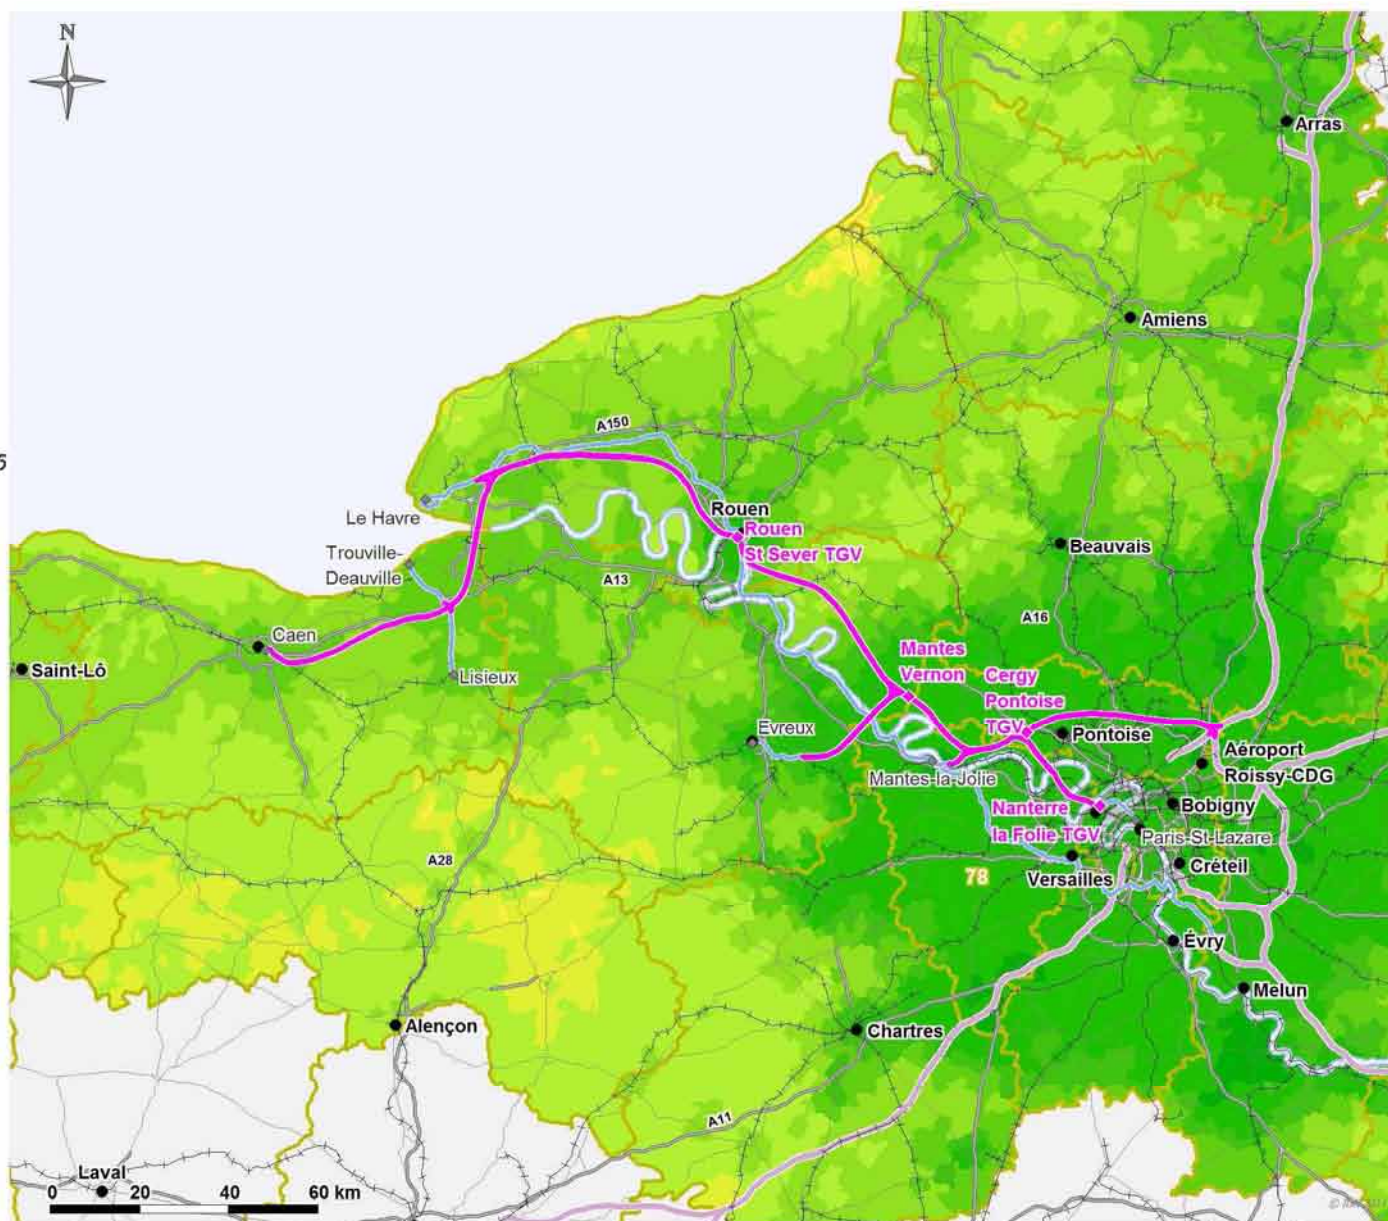 N
Arras
Amiens
A150
Le Havre
Rouen
Rouen
St Sever TGV
Trouville-
Deauville
A13
Beauvais
A16
Caen
Saint-Lô
Lisieux
Mantes
Vernon
Cergy
Pontoise
TGV
Evreux
Pontoise
Aéroport
Roissy-CDG
Mantes-la-Jolie
Nanterre
la Folie TGV
Bobigny
Paris-St-Lazare
Créteil
Versailles
78
A28
Évry
Melun
Alençon
Chartres
A11
Laval
0 20 40 60 km